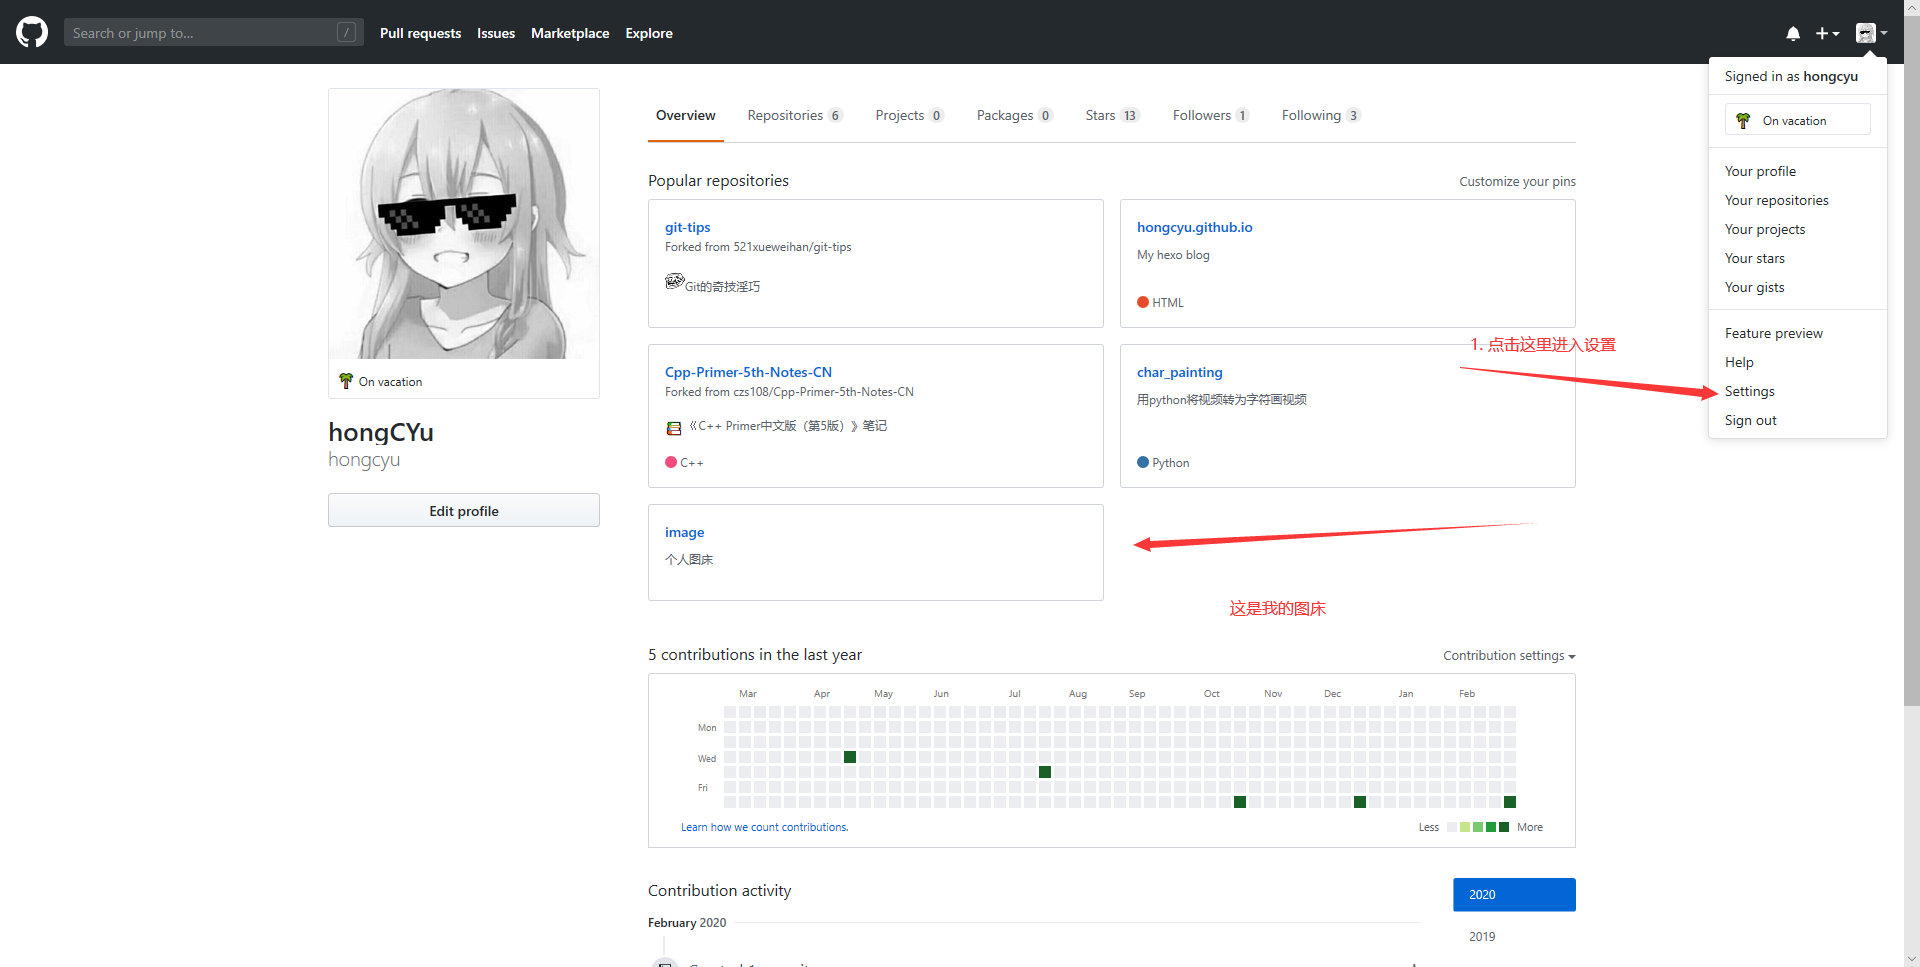 Search or jump to...
/
Pull requests
Issues
Marketplace
Explore
Signed in as hongcyu
On vacation
Your profile
Your repositories
Your projects
Your stars
Your gists
Feature preview
Help
Settings
Sign out
On vacation
hongCYu
hongcyu
Edit profile
Overview
Repositories 6
Projects 0
Packages 0
Stars 13
Followers 1
Following 3
Popular repositories
Customize your pins
git-tips
Forked from 521xueweihan/git-tips
Git的奇技淫巧
hongcyu.github.io
My hexo blog
HTML
1. 点击这里进入设置
Cpp-Primer-5th-Notes-CN
Forked from czs108/Cpp-Primer-5th-Notes-CN
《C++ Primer中文版（第5版）》笔记
C++
char_painting
用python将视频转为字符画视频
Python
image
个人图床
这是我的图床
5 contributions in the last year
Contribution settings
Mar Apr May Jun Jul Aug Sep Oct Nov Dec Jan Feb
Mon
Wed
Fri
Learn how we count contributions.
Less
More
Contribution activity
2020
February 2020
2019